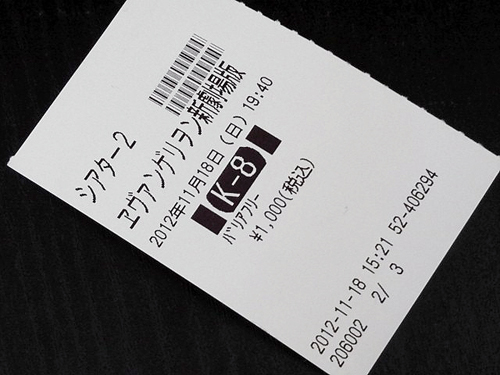 シアター2
ヱヴァンゲリヲン新劇場版
2012年11月18日（日）19:40
K-8
バリアフリー
¥1,000(税込)
2012-11-18 15:21 52-406294
206002 2/ 3